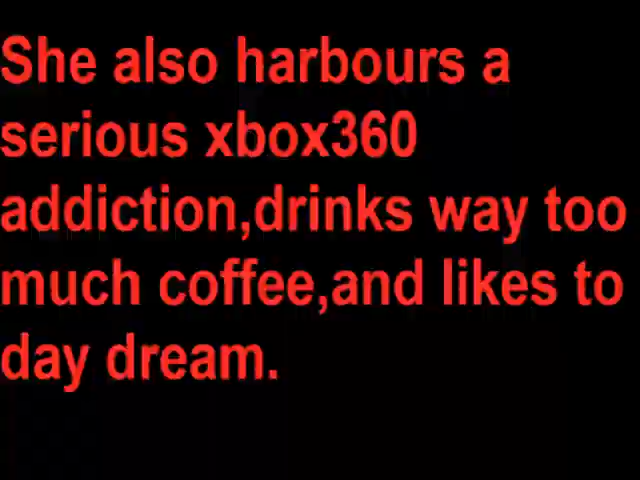 She also harbours a
serious xbox360
addiction,drinks way too
much coffee,and likes to
day dream.